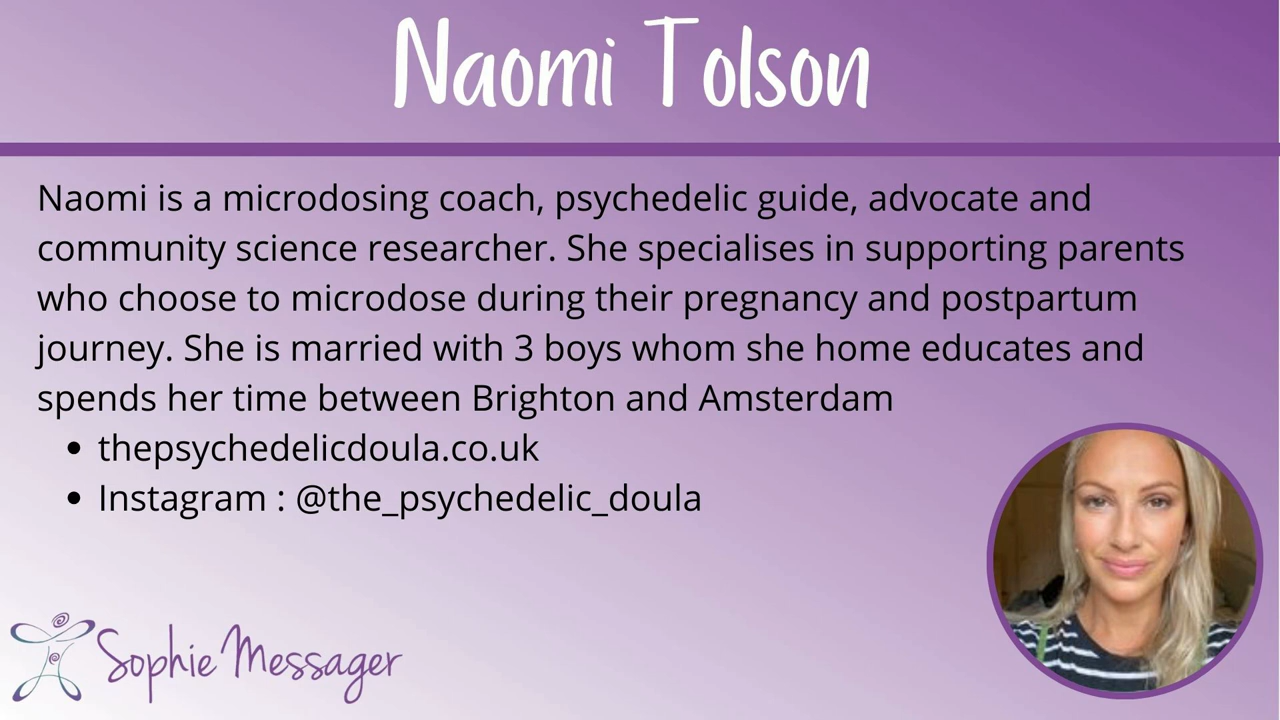 Naomi Tolson
Naomi is a microdosing coach, psychedelic guide, advocate and
community science researcher. She specialises in supporting parents
who choose to microdose during their pregnancy and postpartum
journey. She is married with 3 boys whom she home educates and
spends her time between Brighton and Amsterdam
• thepsychedelicdoula.co.uk
• Instagram : @the_psychedelic_doula
Sophie Messager